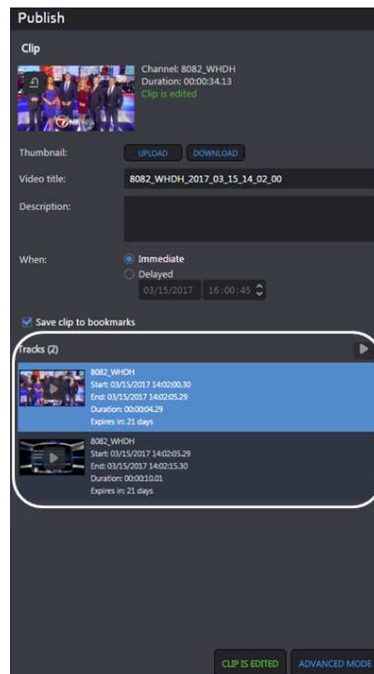 Publish
Clip
Channel: 8082_WHDH
Duration: 00:00:34.13
Clip is edited
7 NEWS
Thumbnail:
UPLOAD
DOWNLOAD
Video title:
8082_WHDH_2017_03_15_14_02_00
Description:
When:
Immediate
Delayed
03/15/2017
16:00:45
Save clip to bookmarks
Tracks (2)
8082_WHDH
Start: 03/15/2017 14:02:00.30
End: 03/15/2017 14:02:05.29
Duration: 00:00:04.29
Expires in: 21 days
8082_WHDH
Start: 03/15/2017 14:02:05.29
End: 03/15/2017 14:02:15.30
Duration: 00:00:10.01
Expires in: 21 days
CLIP IS EDITED
ADVANCED MODE